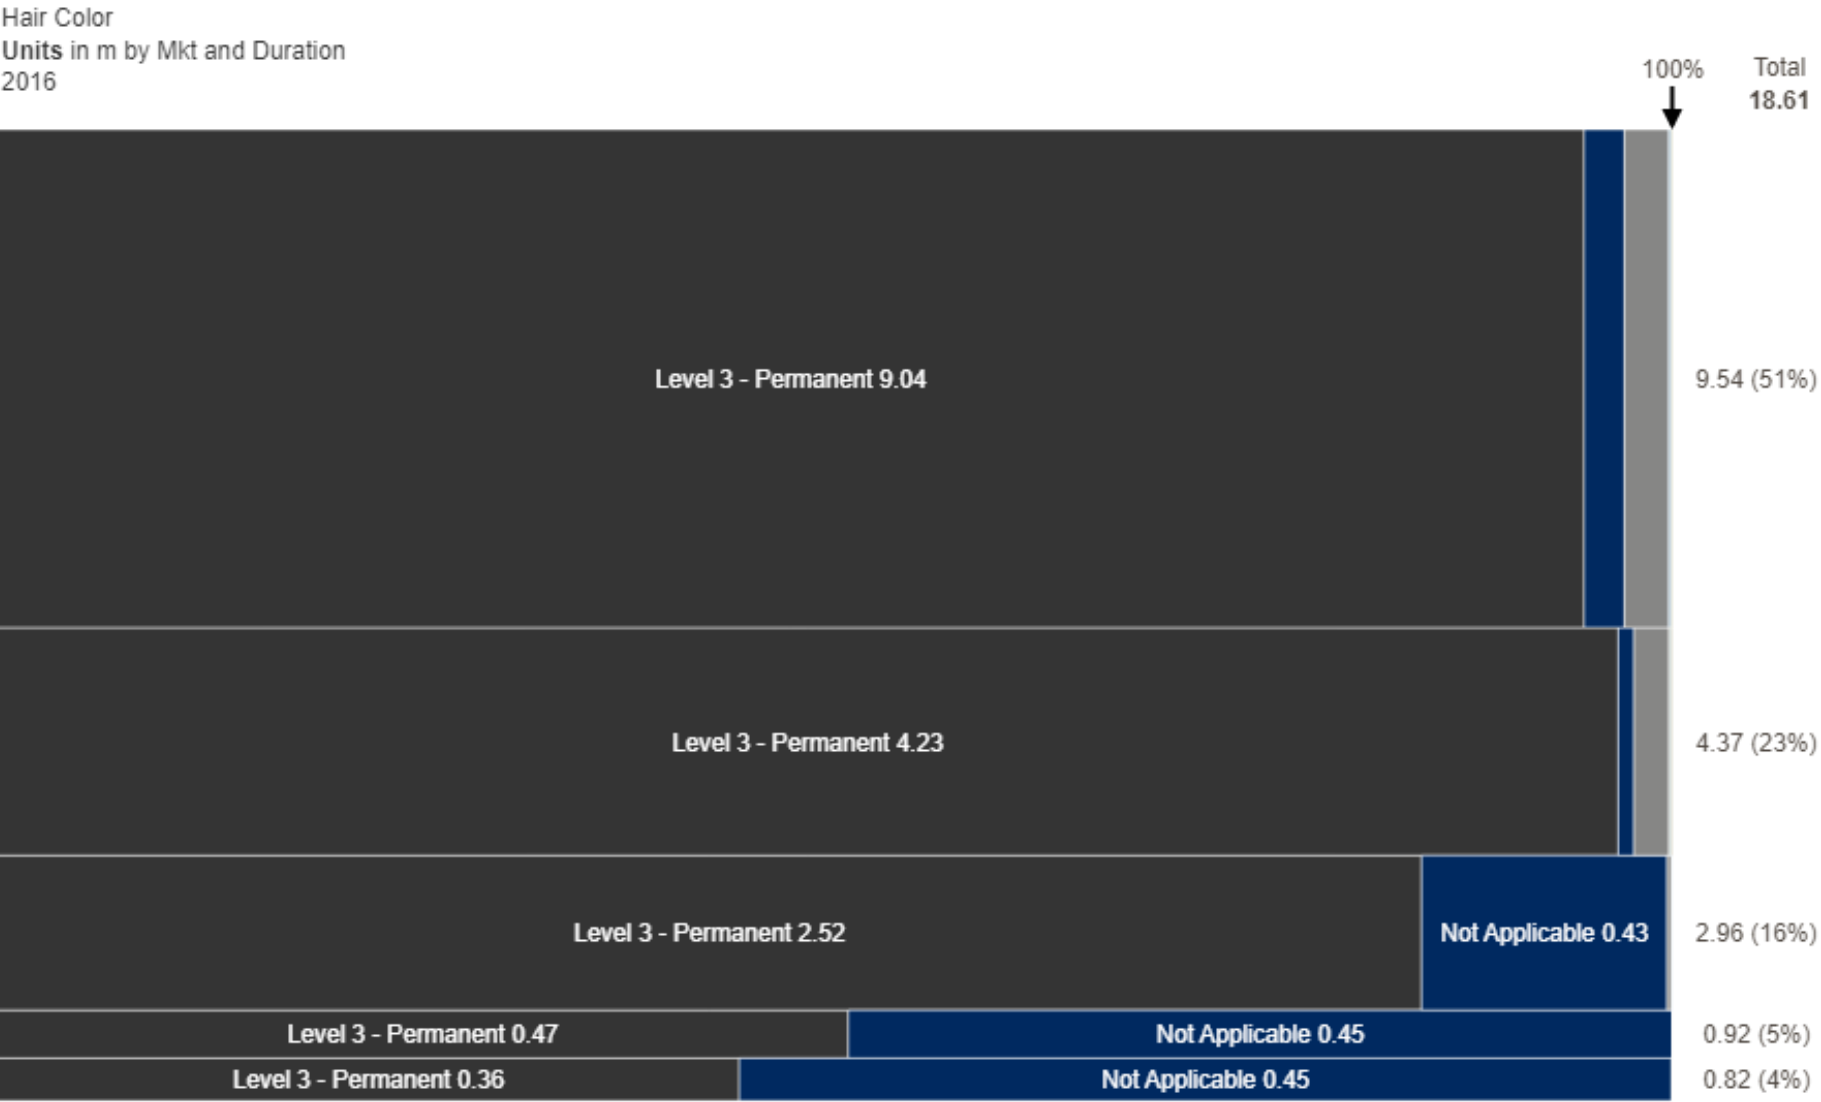 Hair Color
Units in m by Mkt and Duration
2016
100%
Total
18.61
Level 3 - Permanent 9.04
9.54 (51%)
Level 3 - Permanent 4.23
4.37 (23%)
Level 3 - Permanent 2.52
Not Applicable 0.43
2.96 (16%)
Level 3 - Permanent 0.47
Not Applicable 0.45
0.92 (5%)
Level 3 - Permanent 0.36
Not Applicable 0.45
0.82 (4%)